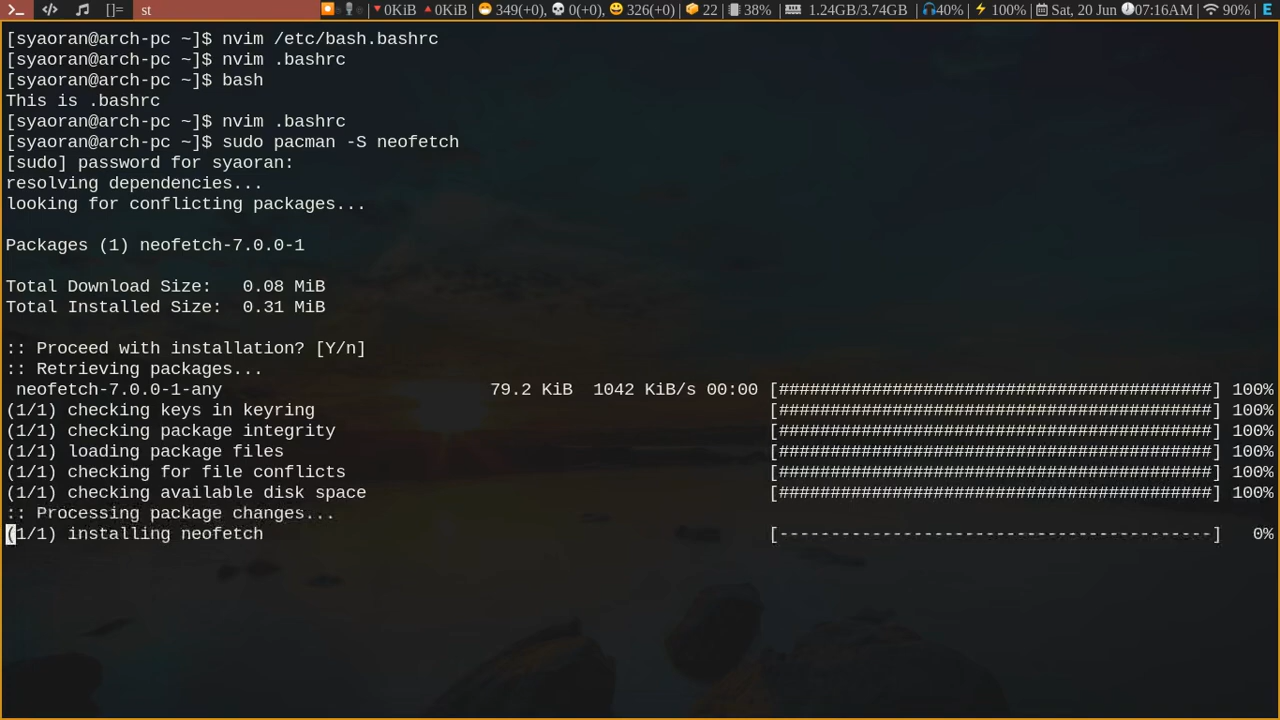 []= st 0KiB 0KiB | 349(+0), 0(+0), 326(+0) | 22 | 38% | 1.24GB/3.74GB | 40% | 100% | Sat, 20 Jun 07:16AM | 90% | E
[syaoran@arch-pc ~]$ nvim /etc/bash.bashrc
[syaoran@arch-pc ~]$ nvim .bashrc
[syaoran@arch-pc ~]$ bash
This is .bashrc
[syaoran@arch-pc ~]$ nvim .bashrc
[syaoran@arch-pc ~]$ sudo pacman -S neofetch
[sudo] password for syaoran:
resolving dependencies...
looking for conflicting packages...
Packages (1) neofetch-7.0.0-1
Total Download Size:   0.08 MiB
Total Installed Size:  0.31 MiB
:: Proceed with installation? [Y/n]
:: Retrieving packages...
neofetch-7.0.0-1-any 79.2 KiB 1042 KiB/s 00:00 [##########################################] 100%
(1/1) checking keys in keyring [##########################################] 100%
(1/1) checking package integrity [##########################################] 100%
(1/1) loading package files [##########################################] 100%
(1/1) checking for file conflicts [##########################################] 100%
(1/1) checking available disk space [##########################################] 100%
:: Processing package changes...
(1/1) installing neofetch [------------------------------------------] 0%